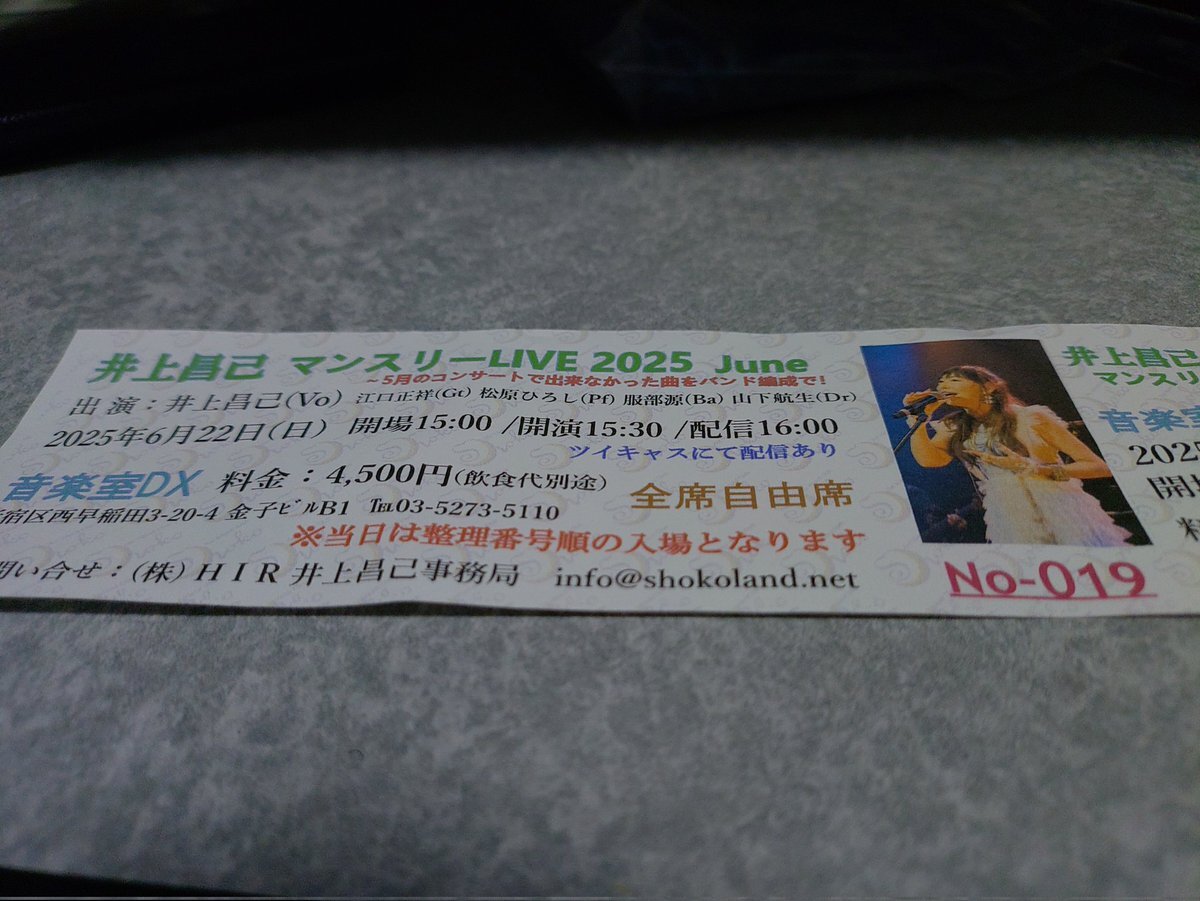 井上昌己 マンスリーLIVE 2025 June
~5月のコンサートで出来なかった曲をバンド編成で!
出演：井上昌己(Vo) 江口正祥(Gt) 松原ひろし(Pf) 服部源(Ba) 山下航生(Dr)
2025年6月22日(日) 開場15:00 /開演15:30 /配信16:00
ツイキャスにて配信あり
音楽室DX 料金：4,500円(飲食代別途)
全席自由席
宿区西早稲田3-20-4 金子ビルB1 ℡03-5273-5110
※当日は整理番号順の入場となります
問い合せ：(株)ＨＩＲ 井上昌己事務局 info@shokoland.net
No-019
井上昌己
マンスリ
音楽室
202
開
料